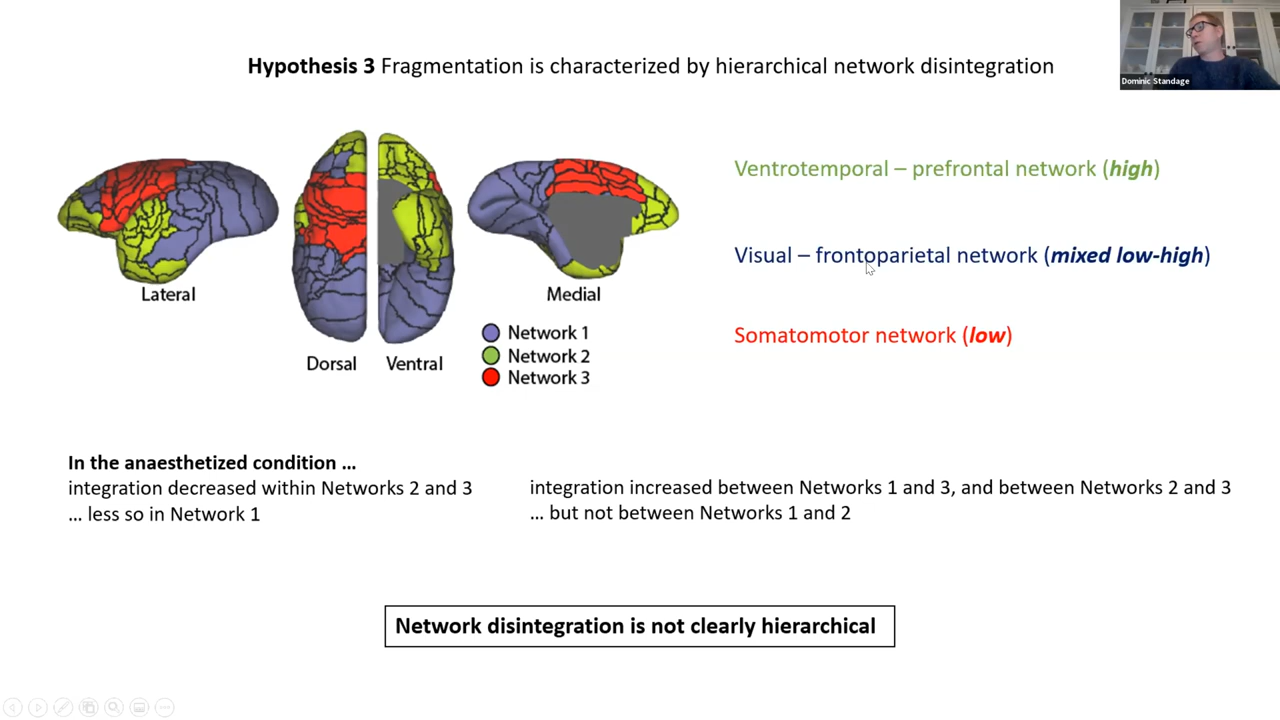 Hypothesis 3 Fragmentation is characterized by hierarchical network disintegration
Dominic Standage
Lateral
Dorsal
Ventral
Medial
Network 1
Network 2
Network 3
Ventrotemporal – prefrontal network (high)
Visual – frontoparietal network (mixed low-high)
Somatomotor network (low)
In the anaesthetized condition ...
integration decreased within Networks 2 and 3
... less so in Network 1
integration increased between Networks 1 and 3, and between Networks 2 and 3
... but not between Networks 1 and 2
Network disintegration is not clearly hierarchical